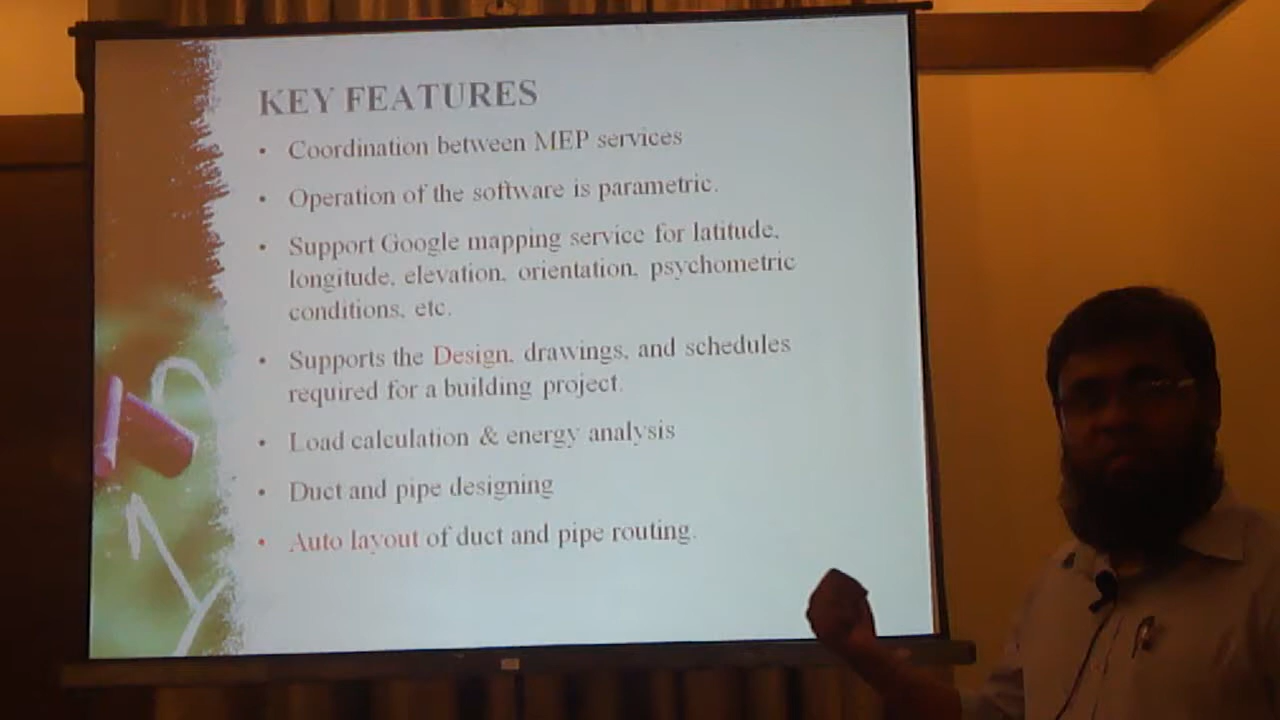 KEY FEATURES
• Coordination between MEP services
• Operation of the software is parametric.
• Support Google mapping service for latitude,
longitude, elevation, orientation, psychometric
conditions, etc.
• Supports the Design, drawings, and schedules
required for a building project.
• Load calculation & energy analysis
• Duct and pipe designing
• Auto layout of duct and pipe routing.